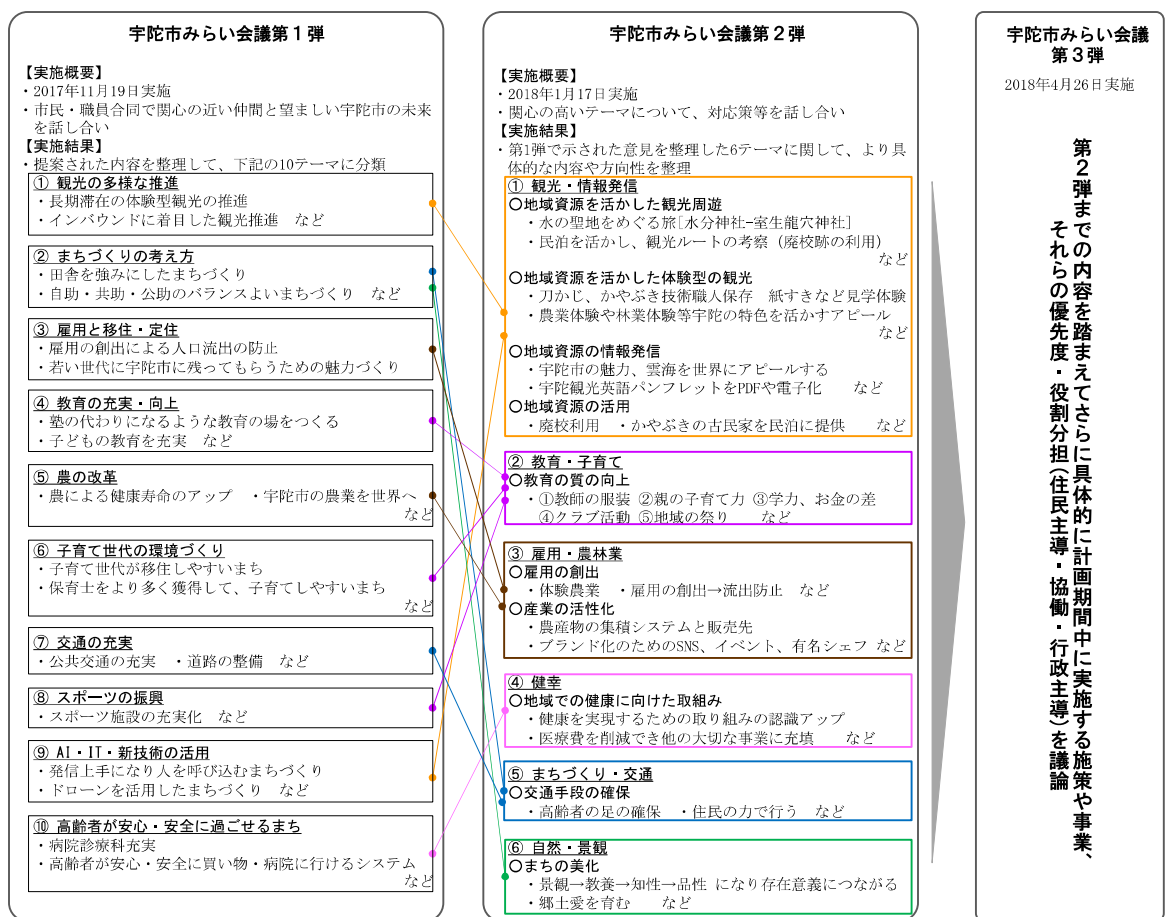 宇陀市みらい会議第1弾
【実施概要】
・2017年11月19日実施
・市民・職員合同で関心の近い仲間と望ましい宇陀市の未来
を話し合い
【実施結果】
・提案された内容を整理して、下記の10テーマに分類
① 観光の多様な推進
・長期滞在の体験型観光の推進
・インバウンドに着目した観光推進 など
② まちづくりの考え方
・田舎を強みにしたまちづくり
・自助・共助・公助のバランスよいまちづくり など
③ 雇用と移住・定住
・雇用の創出による人口流出の防止
・若い世代に宇陀市に残ってもらうための魅力づくり
④ 教育の充実・向上
・塾の代わりになるような教育の場をつくる
・子どもの教育を充実 など
⑤ 農の改革
・農による健康寿命のアップ ・宇陀市の農業を世界へ
など
⑥ 子育て世代の環境づくり
・子育て世代が移住しやすいまち
・保育士をより多く獲得して、子育てしやすいまち
など
⑦ 交通の充実
・公共交通の充実 ・道路の整備 など
⑧ スポーツの振興
・スポーツ施設の充実化 など
⑨ AI・IT・新技術の活用
・発信上手になり人を呼び込むまちづくり
・ドローンを活用したまちづくり など
⑩ 高齢者が安心・安全に過ごせるまち
・病院診療科充実
・高齢者が安心・安全に買い物・病院に行けるシステム
など
宇陀市みらい会議第2弾
【実施概要】
・2018年1月17日実施
・関心の高いテーマについて、対応策等を話し合い
【実施結果】
・第1弾で示された意見を整理した6テーマに関して、より具
体的な内容や方向性を整理
① 観光・情報発信
○地域資源を活かした観光周遊
・水の聖地をめぐる旅[水分神社−室生龍穴神社]
・民泊を活かし、観光ルートの考察（廃校跡の利用）
など
○地域資源を活かした体験型の観光
・刀かじ、かやぶき技術職人保存 紙すきなど見学体験
・農業体験や林業体験等宇陀の特色を活かすアピール
など
○地域資源の情報発信
・宇陀市の魅力、雲海を世界にアピールする
・宇陀観光英語パンフレットをPDFや電子化 など
○地域資源の活用
・廃校利用 ・かやぶきの古民家を民泊に提供 など
② 教育・子育て
○教育の質の向上
・①教師の服装 ②親の子育て力 ③学力、お金の差
④クラブ活動 ⑤地域の祭り など
③ 雇用・農林業
○雇用の創出
・体験農業 ・雇用の創出→流出防止 など
○産業の活性化
・農産物の集積システムと販売先
・ブランド化のためのSNS、イベント、有名シェフ など
④ 健幸
○地域での健康に向けた取組み
・健康を実現するための取り組みの認識アップ
・医療費を削減でき他の大切な事業に充填 など
⑤ まちづくり・交通
○交通手段の確保
・高齢者の足の確保 ・住民の力で行う など
⑥ 自然・景観
○まちの美化
・景観→教養→知性→品性 になり存在意義につながる
・郷土愛を育む など
宇陀市みらい会議
第3弾
2018年4月26日実施
第2弾までの内容を踏まえてさらに具体的に計画期間中に実施する施策や事業、
それらの優先度・役割分担（住民主導・協働・行政主導）を議論